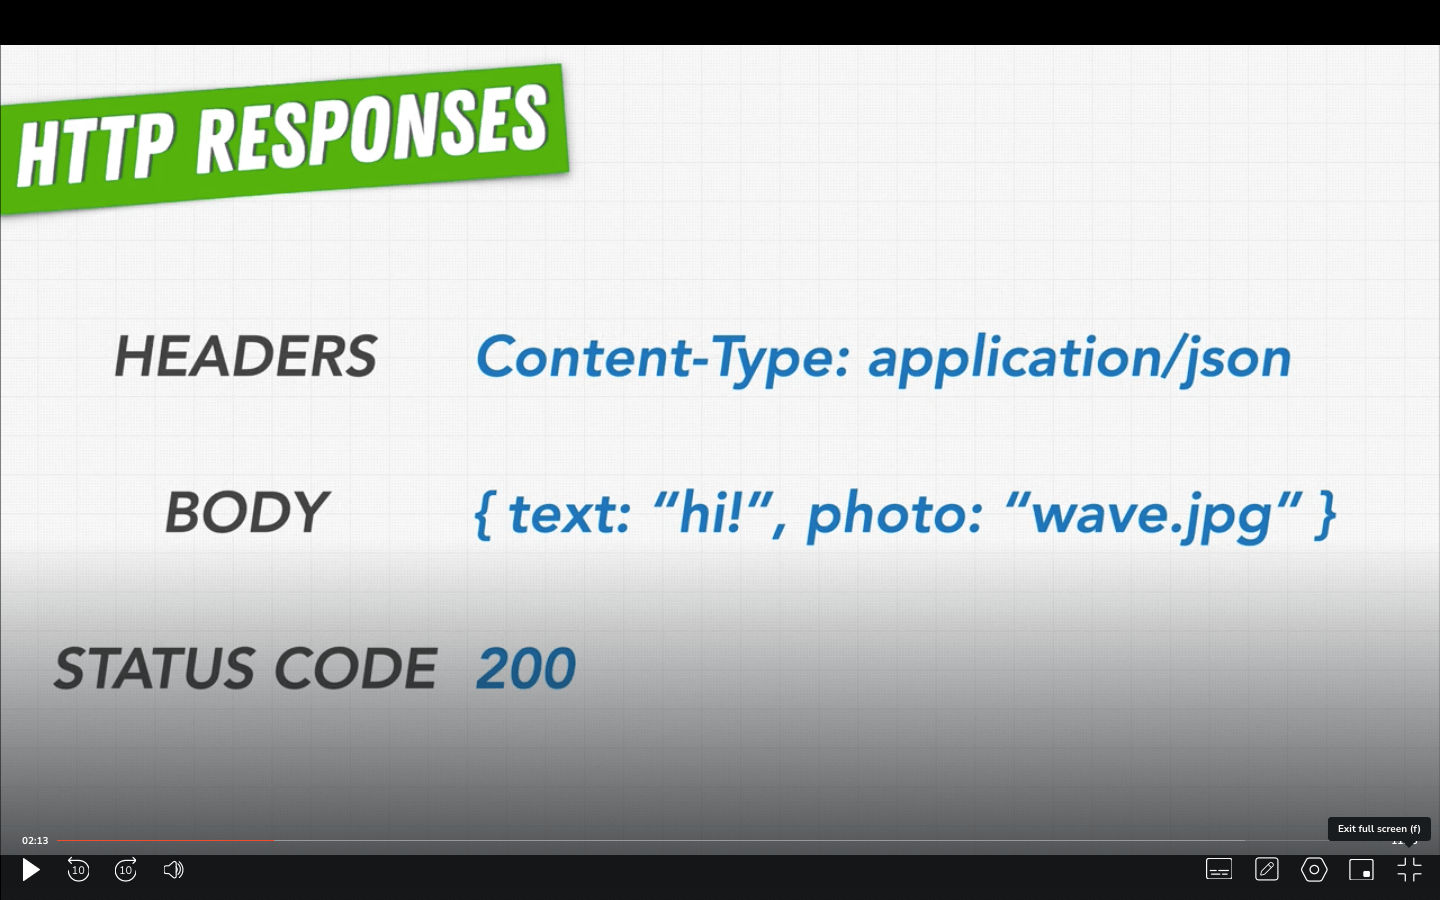 HTTP RESPONSES
HEADERS Content-Type: application/json
BODY { text: “hi!”, photo: “wave.jpg” }
STATUS CODE 200
Exit full screen (f)
02:13
10 10